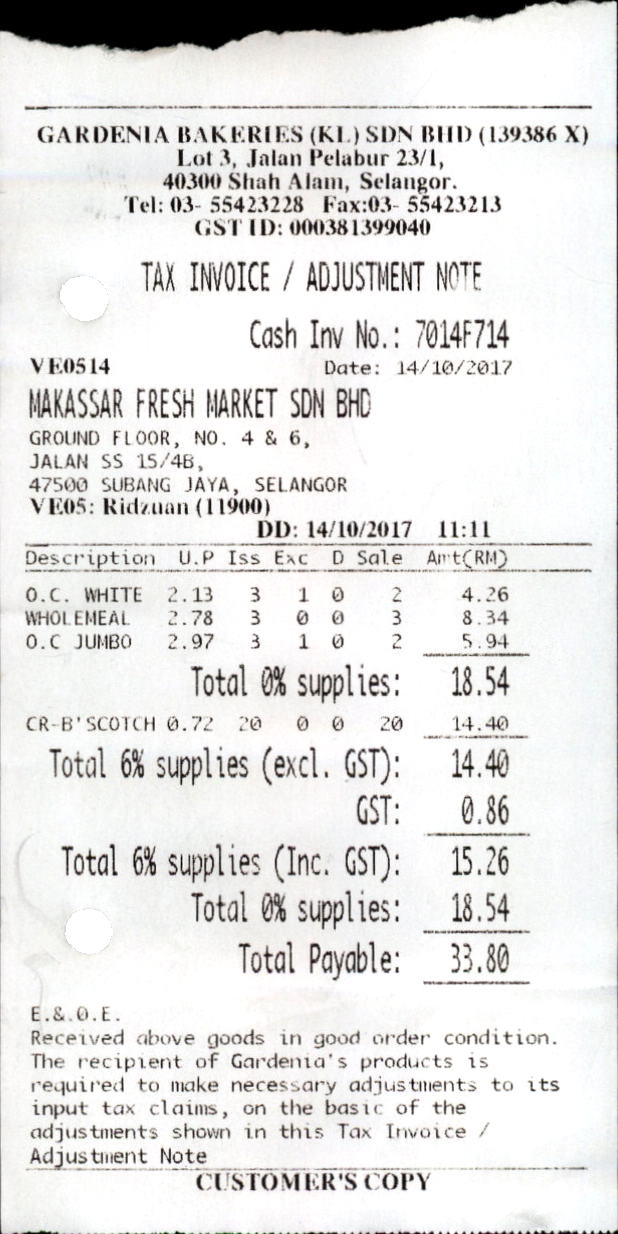 GARDENIA BAKERIES (KL) SDN BHD (139386 X)
Lot 3, Jalan Pelabur 23/1,
40300 Shah Alam, Selangor.
Tel: 03- 55423228 Fax:03- 55423213
GST ID: 000381399040
TAX INVOICE / ADJUSTMENT NOTE
Cash Inv No.: 7014F714
VE0514 Date: 14/10/2017
MAKASSAR FRESH MARKET SDN BHD
GROUND FLOOR, NO. 4 & 6,
JALAN SS 15/4B,
47500 SUBANG JAYA, SELANGOR
VE05: Ridzuan (11900)
DD: 14/10/2017 11:11
Description U.P Iss Exc D Sale Amt(RM)
O.C. WHITE 2.13 3 1 0 2 4.26
WHOLEMEAL 2.78 3 0 0 3 8.34
O.C JUMBO 2.97 3 1 0 2 5.94
Total 0% supplies: 18.54
CR-B'SCOTCH 0.72 20 0 0 20 14.40
Total 6% supplies (excl. GST): 14.40
GST: 0.86
Total 6% supplies (Inc. GST): 15.26
Total 0% supplies: 18.54
Total Payable: 33.80
E.&.O.E.
Received above goods in good order condition.
The recipient of Gardenia's products is
required to make necessary adjustments to its
input tax claims, on the basic of the
adjustments shown in this Tax Invoice /
Adjustment Note
CUSTOMER'S COPY